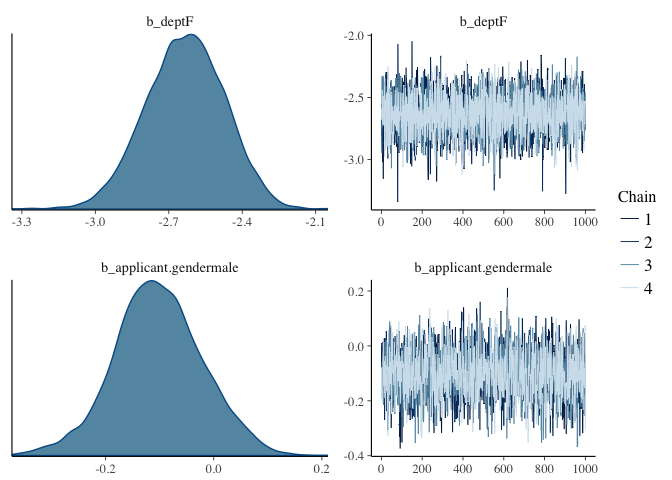 b_deptF
-3.3 -3.0 -2.7 -2.4 -2.1
b_deptF
-2.0
-2.5
-3.0
0 200 400 600 800 1000
b_applicant.gendermale
-0.2 0.0 0.2
b_applicant.gendermale
0.2
0.0
-0.2
-0.4
0 200 400 600 800 1000
Chain
1
2
3
4